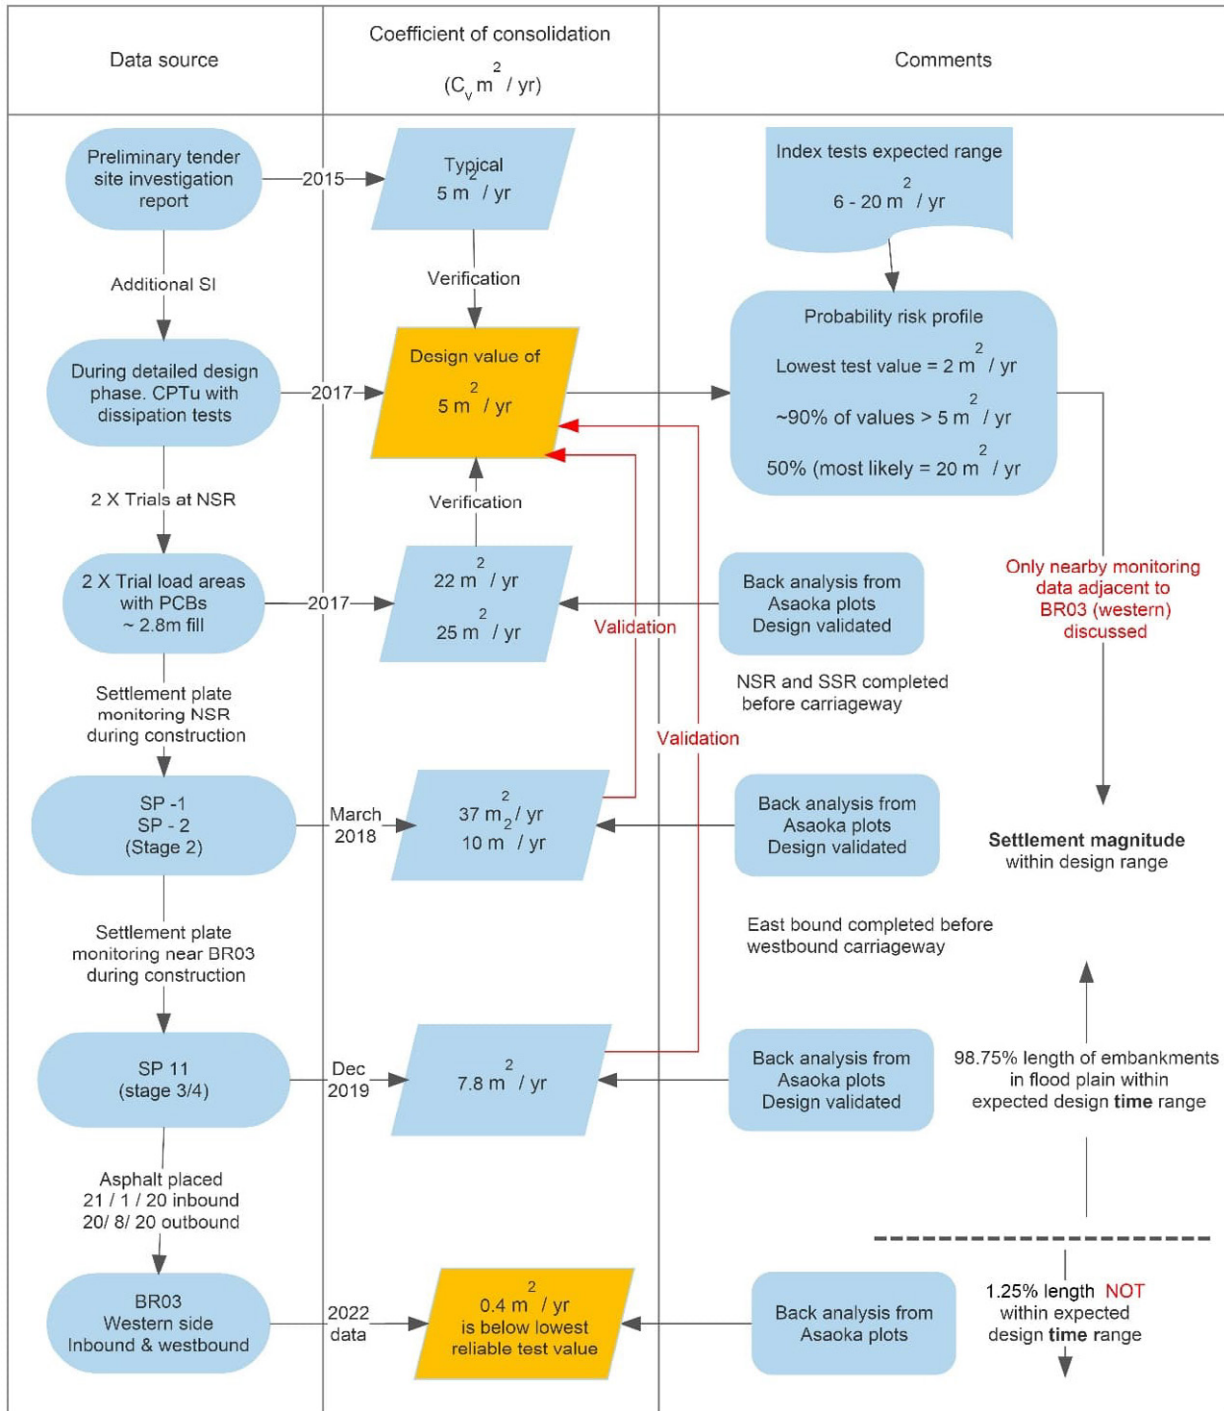 Data source
Coefficient of consolidation
(Cᵥ m² / yr)
Comments
Preliminary tender
site investigation
report
2015
Typical
5 m² / yr
Index tests expected range
6 - 20 m² / yr
Additional SI
Verification
During detailed design
phase. CPTu with
dissipation tests
2017
Design value of
5 m² / yr
Probability risk profile
Lowest test value = 2 m² / yr
~90% of values > 5 m² / yr
50% (most likely = 20 m² / yr
2 X Trials at NSR
Verification
2 X Trial load areas
with PCBs
~ 2.8m fill
2017
22 m² / yr
25 m² / yr
Back analysis from
Asaoka plots
Design validated
Only nearby monitoring
data adjacent to
BR03 (western)
discussed
Validation
Settlement plate
monitoring NSR
during construction
NSR and SSR completed
before carriageway
Validation
SP -1
SP - 2
(Stage 2)
March
2018
37 m² / yr
10 m² / yr
Back analysis from
Asaoka plots
Design validated
Settlement magnitude
within design range
Settlement plate
monitoring near BR03
during construction
East bound completed before
westbound carriageway
SP 11
(stage 3/4)
Dec
2019
7.8 m² / yr
Back analysis from
Asaoka plots
Design validated
98.75% length of embankments
in flood plain within
expected design time range
Asphalt placed
21 / 1 / 20 inbound
20/ 8/ 20 outbound
BR03
Western side
Inbound & westbound
2022
data
0.4 m² / yr
is below lowest
reliable test value
Back analysis from
Asaoka plots
1.25% length NOT
within expected
design time range